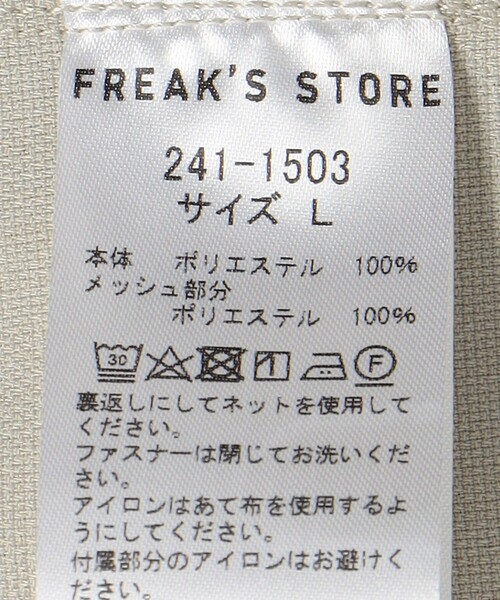 FREAK'S STORE
241-1503
サイズ L
本体 ポリエステル 100%
メッシュ部分
ポリエステル 100%
30 F
裏返しにしてネットを使用して
ください。
ファスナーは閉じてお洗いくだ
さい。
アイロンはあて布を使用するよ
うにしてください。
付属部分のアイロンはお避けく
ださい。